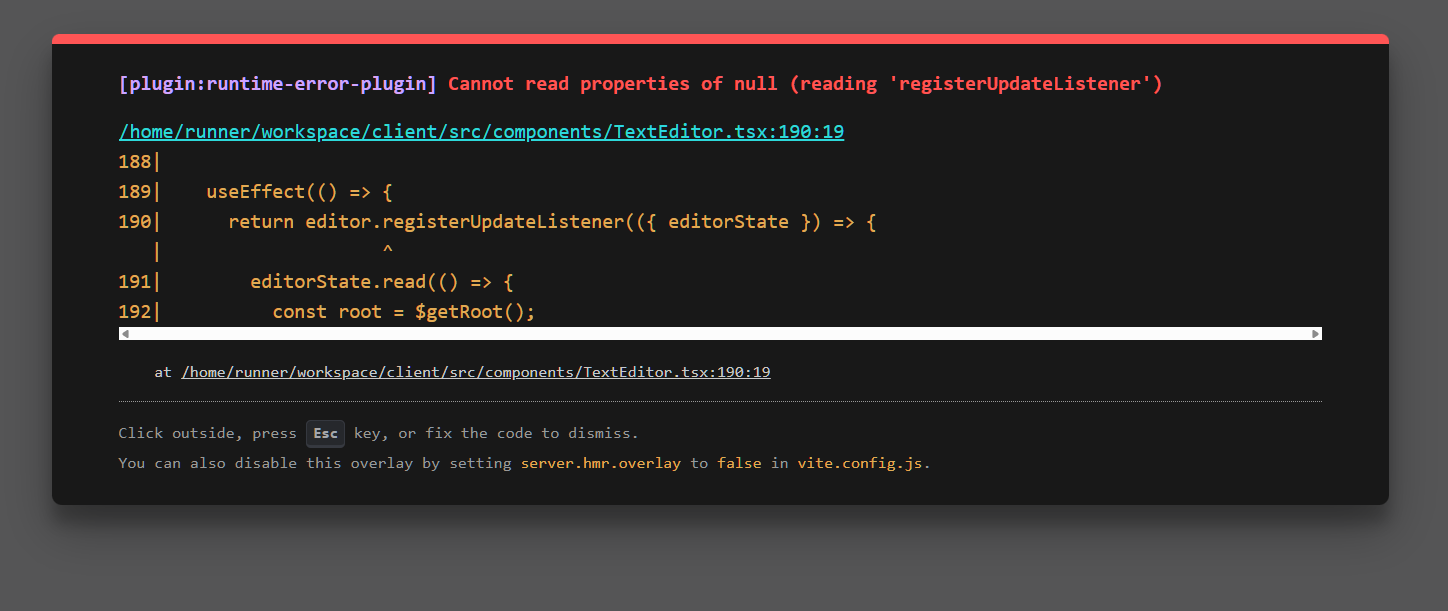 [plugin:runtime-error-plugin] Cannot read properties of null (reading 'registerUpdateListener')
/home/runner/workspace/client/src/components/TextEditor.tsx:190:19
188|
189|    useEffect(() => {
190|      return editor.registerUpdateListener(({ editorState }) => {
   |                    ^
191|        editorState.read(() => {
192|          const root = $getRoot();
at /home/runner/workspace/client/src/components/TextEditor.tsx:190:19
Click outside, press Esc key, or fix the code to dismiss.
You can also disable this overlay by setting server.hmr.overlay to false in vite.config.js.